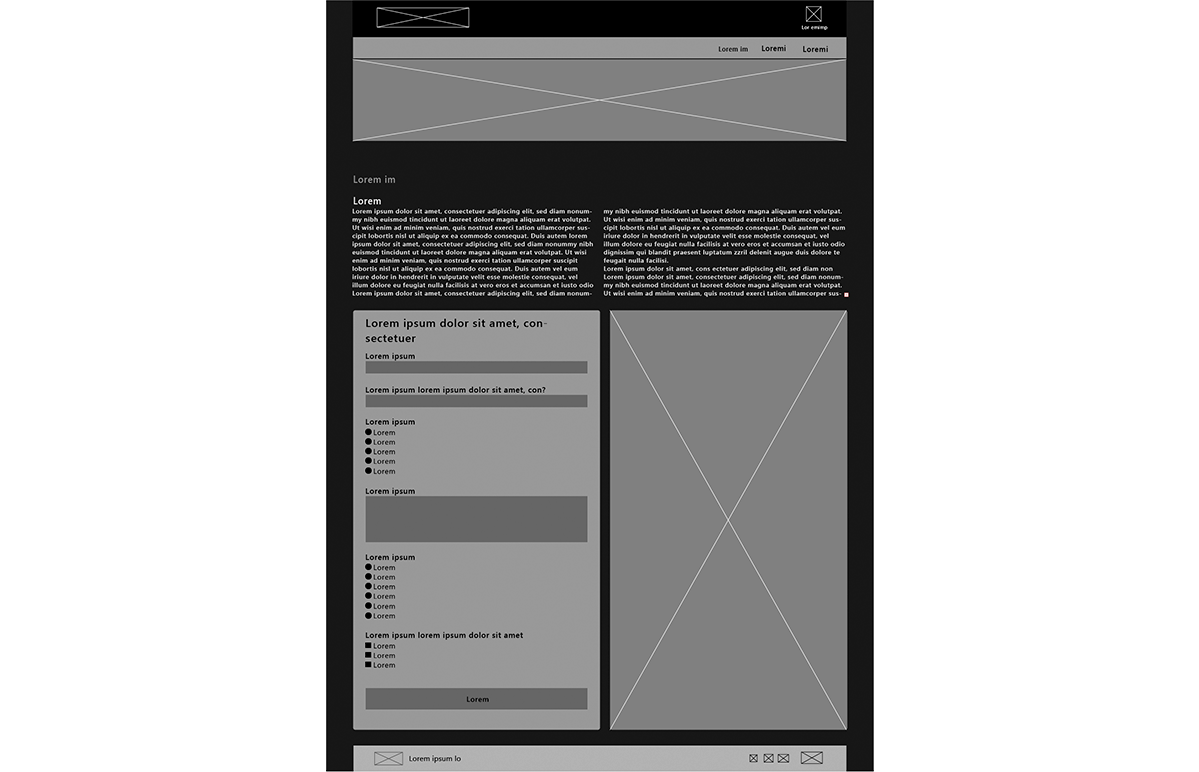 Lor emimp
Lorem im
Loremi
Loremi
Lorem im
Lorem
Lorem ipsum dolor sit amet, consectetuer adipiscing elit, sed diam nonum-
my nibh euismod tincidunt ut laoreet dolore magna aliquam erat volutpat.
Ut wisi enim ad minim veniam, quis nostrud exerci tation ullamcorper sus-
cipit lobortis nisl ut aliquip ex ea commodo consequat. Duis autem lorem
ipsum dolor sit amet, consectetuer adipiscing elit, sed diam nonummy nibh
euismod tincidunt ut laoreet dolore magna aliquam erat volutpat. Ut wisi
enim ad minim veniam, quis nostrud exerci tation ullamcorper suscipit
lobortis nisl ut aliquip ex ea commodo consequat. Duis autem vel eum
iriure dolor in hendrerit in vulputate velit esse molestie consequat, vel
illum dolore eu feugiat nulla facilisis at vero eros et accumsan et iusto od
Lorem ipsum dolor sit amet, consectetuer adipiscing elit, sed diam nonum-
my nibh euismod tincidunt ut laoreet dolore magna aliquam erat volutpat.
Ut wisi enim ad minim veniam, quis nostrud exerci tation ullamcorper sus-
cipit lobortis nisl ut aliquip ex ea commodo consequat. Duis autem vel eum
iriure dolor in hendrerit in vulputate velit esse molestie consequat, vel
illum dolore eu feugiat nulla facilisis at vero eros et accumsan et iusto odio
dignissim qui blandit praesent luptatum zzril delenit augue duis dolore te
feugait nulla facilisi.
Lorem ipsum dolor sit amet, cons ectetuer adipiscing elit, sed diam non
Lorem ipsum dolor sit amet, consectetuer adipiscing elit, sed diam nonum-
my nibh euismod tincidunt ut laoreet dolore magna aliquam erat volutpat.
Ut wisi enim ad minim veniam, quis nostrud exerci tation ullamcorper sus-
Lorem ipsum dolor sit amet, con-
sectetuer
Lorem ipsum
Lorem ipsum lorem ipsum dolor sit amet, con?
Lorem ipsum
Lorem
Lorem
Lorem
Lorem
Lorem
Lorem ipsum
Lorem ipsum
Lorem
Lorem
Lorem
Lorem
Lorem
Lorem
Lorem ipsum lorem ipsum dolor sit amet
Lorem
Lorem
Lorem
Lorem
Lorem ipsum lo